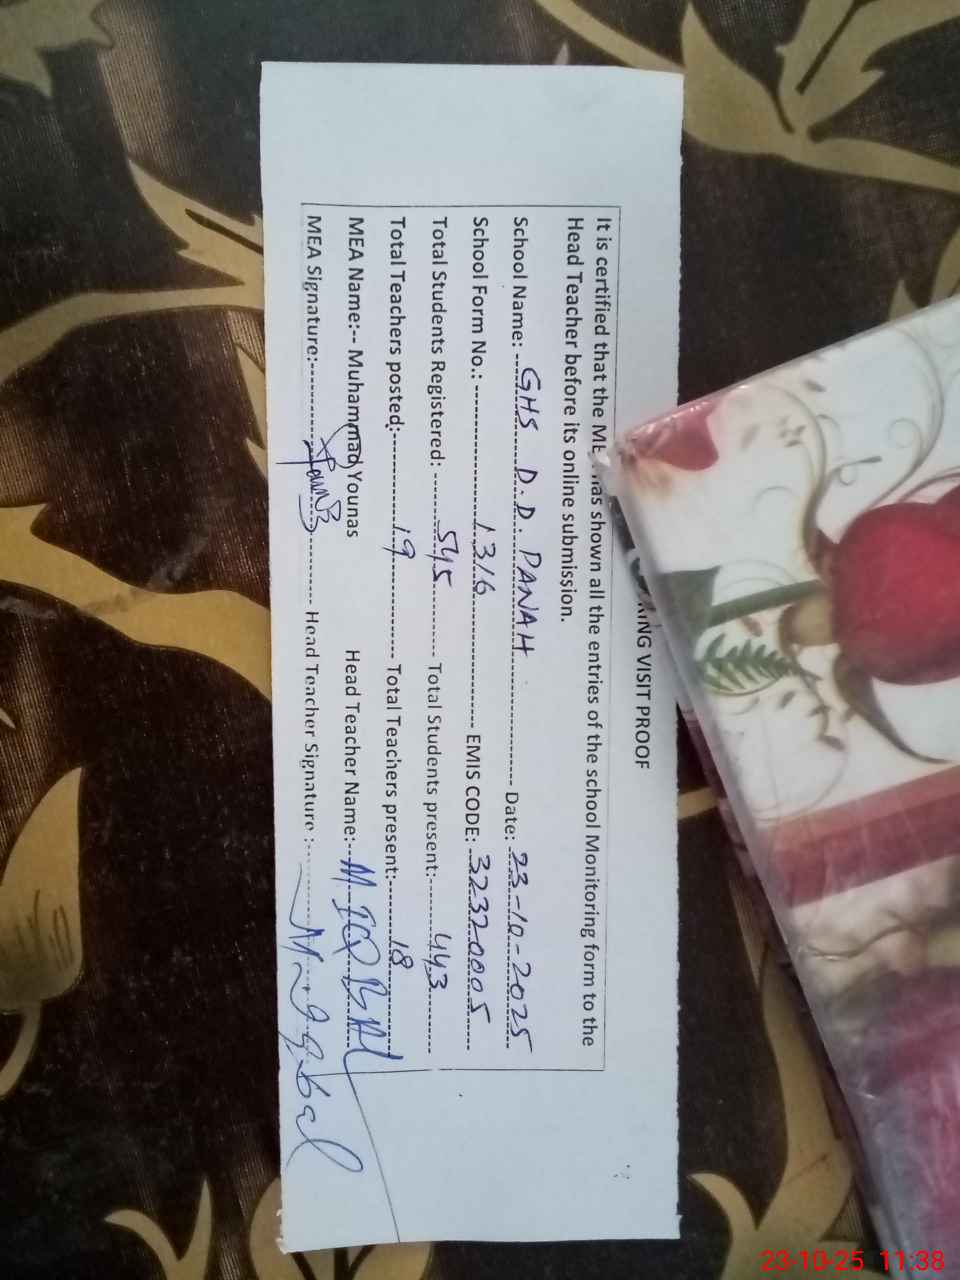 RING VISIT PROOF
It is certified that the ME has shown all the entries of the school Monitoring form to the
Head Teacher before its online submission.
School Name: GHS D.D. PANAH Date: 23-10-2025
School Form No.: 1316 EMIS CODE: 32320005
Total Students Registered: 545 Total Students present: 443
Total Teachers posted: 19 Total Teachers present: 18
MEA Name:-- Muhammad Younas Head Teacher Name: M. IQBAL
MEA Signature: Head Teacher Signature : M. Iqbal
23-10-25 11:38